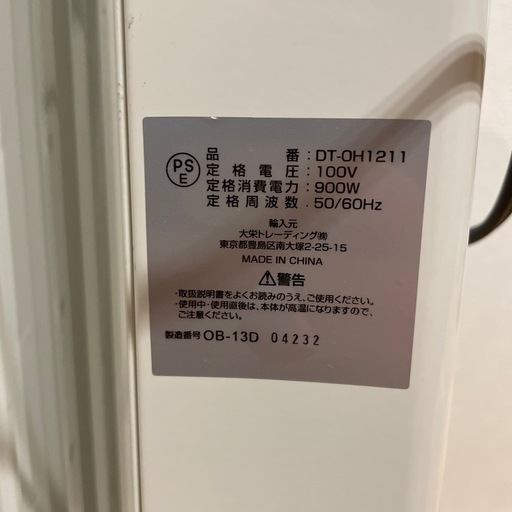 PS
E
品番:DT-OH1211
定格電圧:100V
定格消費電力:900W
定格周波数:50/60Hz
輸入元
大栄トレーディング㈱
東京都豊島区南大塚2-25-15
MADE IN CHINA
⚠警告
・取扱説明書をよくお読みのうえ、ご使用ください。
・使用中・使用直後は、本体が高温になりますので、
ご注意ください。
製造番号 OB-13D 04232